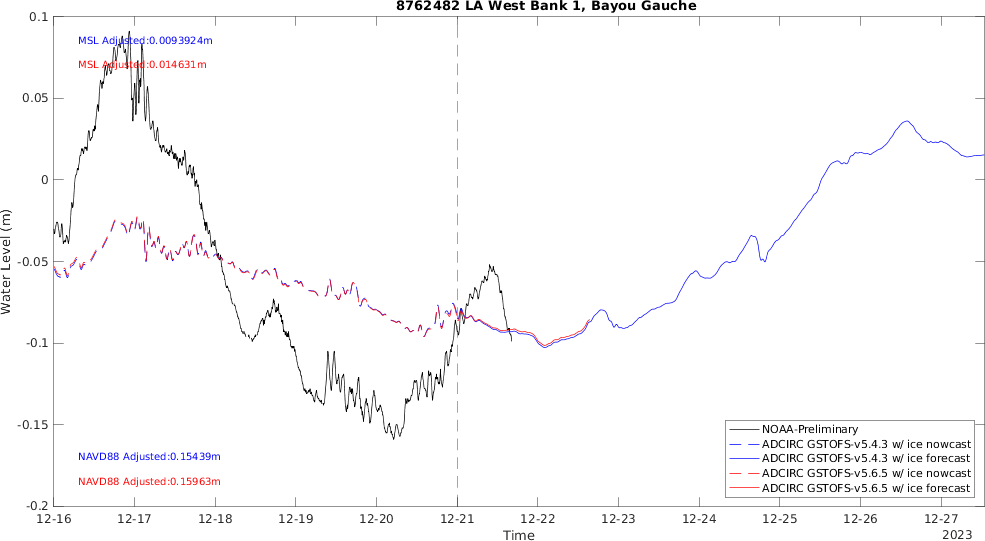 8762482 LA West Bank 1, Bayou Gauche
MSL Adjusted:0.0093924m
MSL Adjusted:0.014631m
NAVD88 Adjusted:0.15439m
NAVD88 Adjusted:0.15963m
Water Level (m)
0.1
0.05
0
-0.05
-0.1
-0.15
-0.2
NOAA-Preliminary
ADCIRC GSTOFS-v5.4.3 w/ ice nowcast
ADCIRC GSTOFS-v5.4.3 w/ ice forecast
ADCIRC GSTOFS-v5.6.5 w/ ice nowcast
ADCIRC GSTOFS-v5.6.5 w/ ice forecast
12-16 12-17 12-18 12-19 12-20 12-21 12-22 12-23 12-24 12-25 12-26 12-27
Time
2023